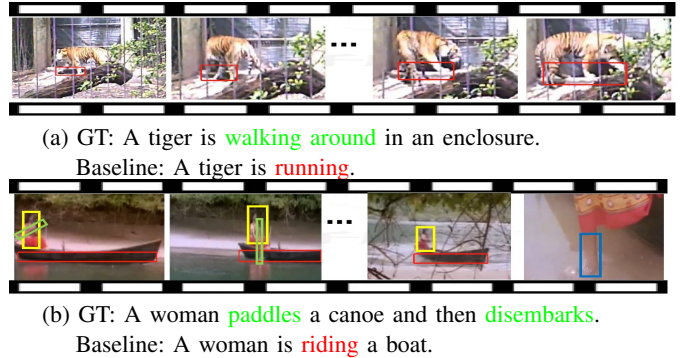 (a) GT: A tiger is walking around in an enclosure.
Baseline: A tiger is running.
(b) GT: A woman paddles a canoe and then disembarks.
Baseline: A woman is riding a boat.